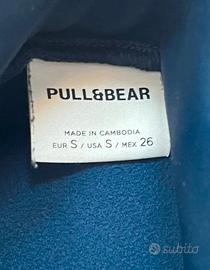 PULL&BEAR
MADE IN CAMBODIA
EUR S / USA S / MEX 26
subito